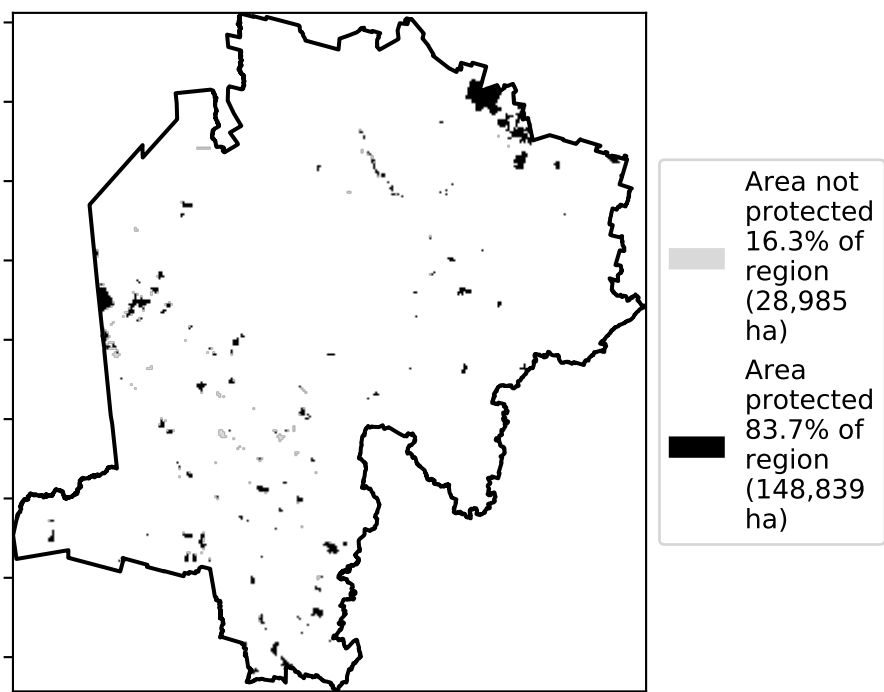 Area not
protected
16.3% of
region
(28,985
ha)
Area
protected
83.7% of
region
(148,839
ha)